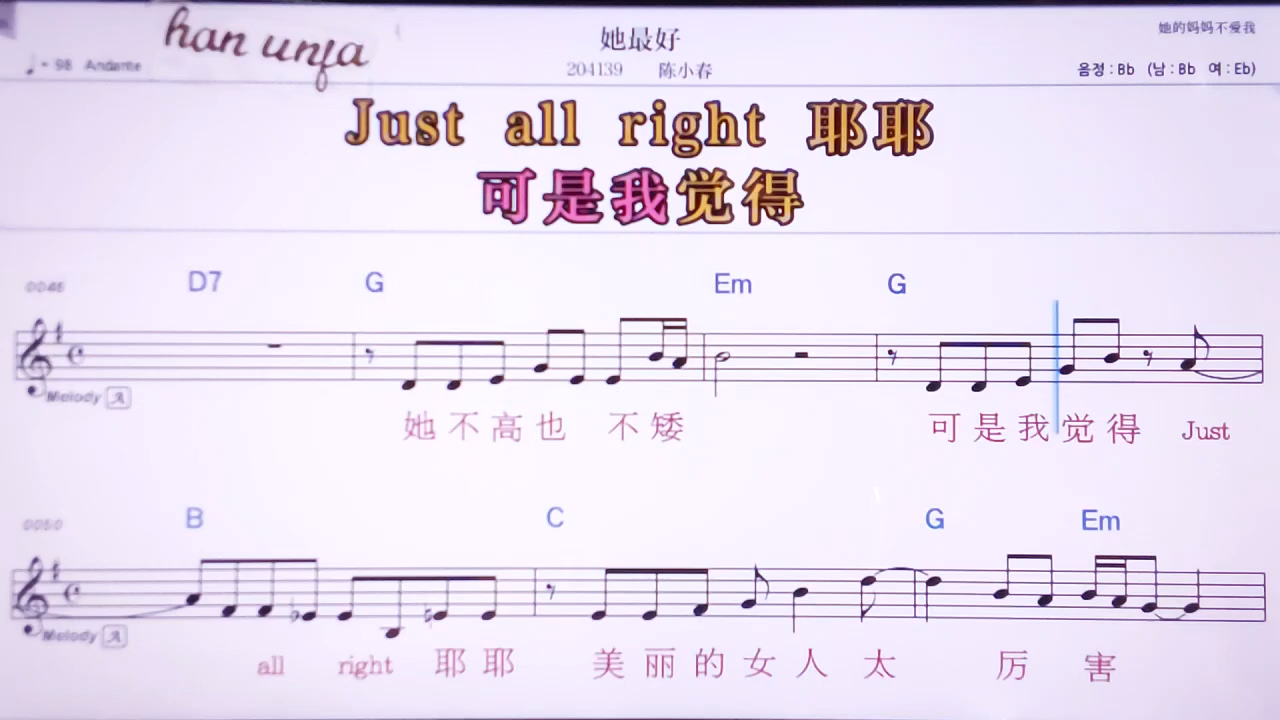 han unfa
她最好
她的妈妈不爱我
♩= 98 Andante
204139 陈小春
음정 : Bb (남 : Bb 여 : Eb)
Just all right 耶耶
可是我觉得
0046 D7 G Em G
Melody A
她不高也 不矮 可是我觉得 Just
0050 B C G Em
Melody A
all right 耶耶 美丽的女人太 厉 害